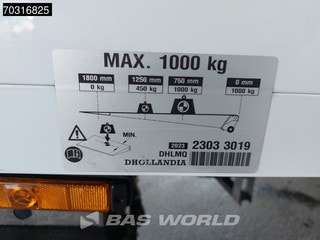 70316825
MAX. 1000 kg
1800 mm 1256 mm 750 mm 0 mm
0 kg 450 kg 1000 kg 1000 kg
MIN.
2023 2303 3019
DHLMQ
DHOLLANDIA
BAS WORLD